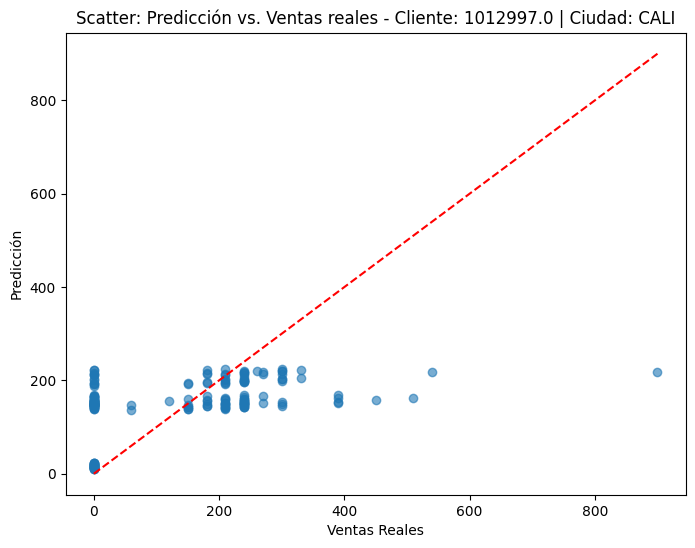 Scatter: Predicción vs. Ventas reales - Cliente: 1012997.0 | Ciudad: CALI
Predicción
800
600
400
200
0
0 200 400 600 800
Ventas Reales